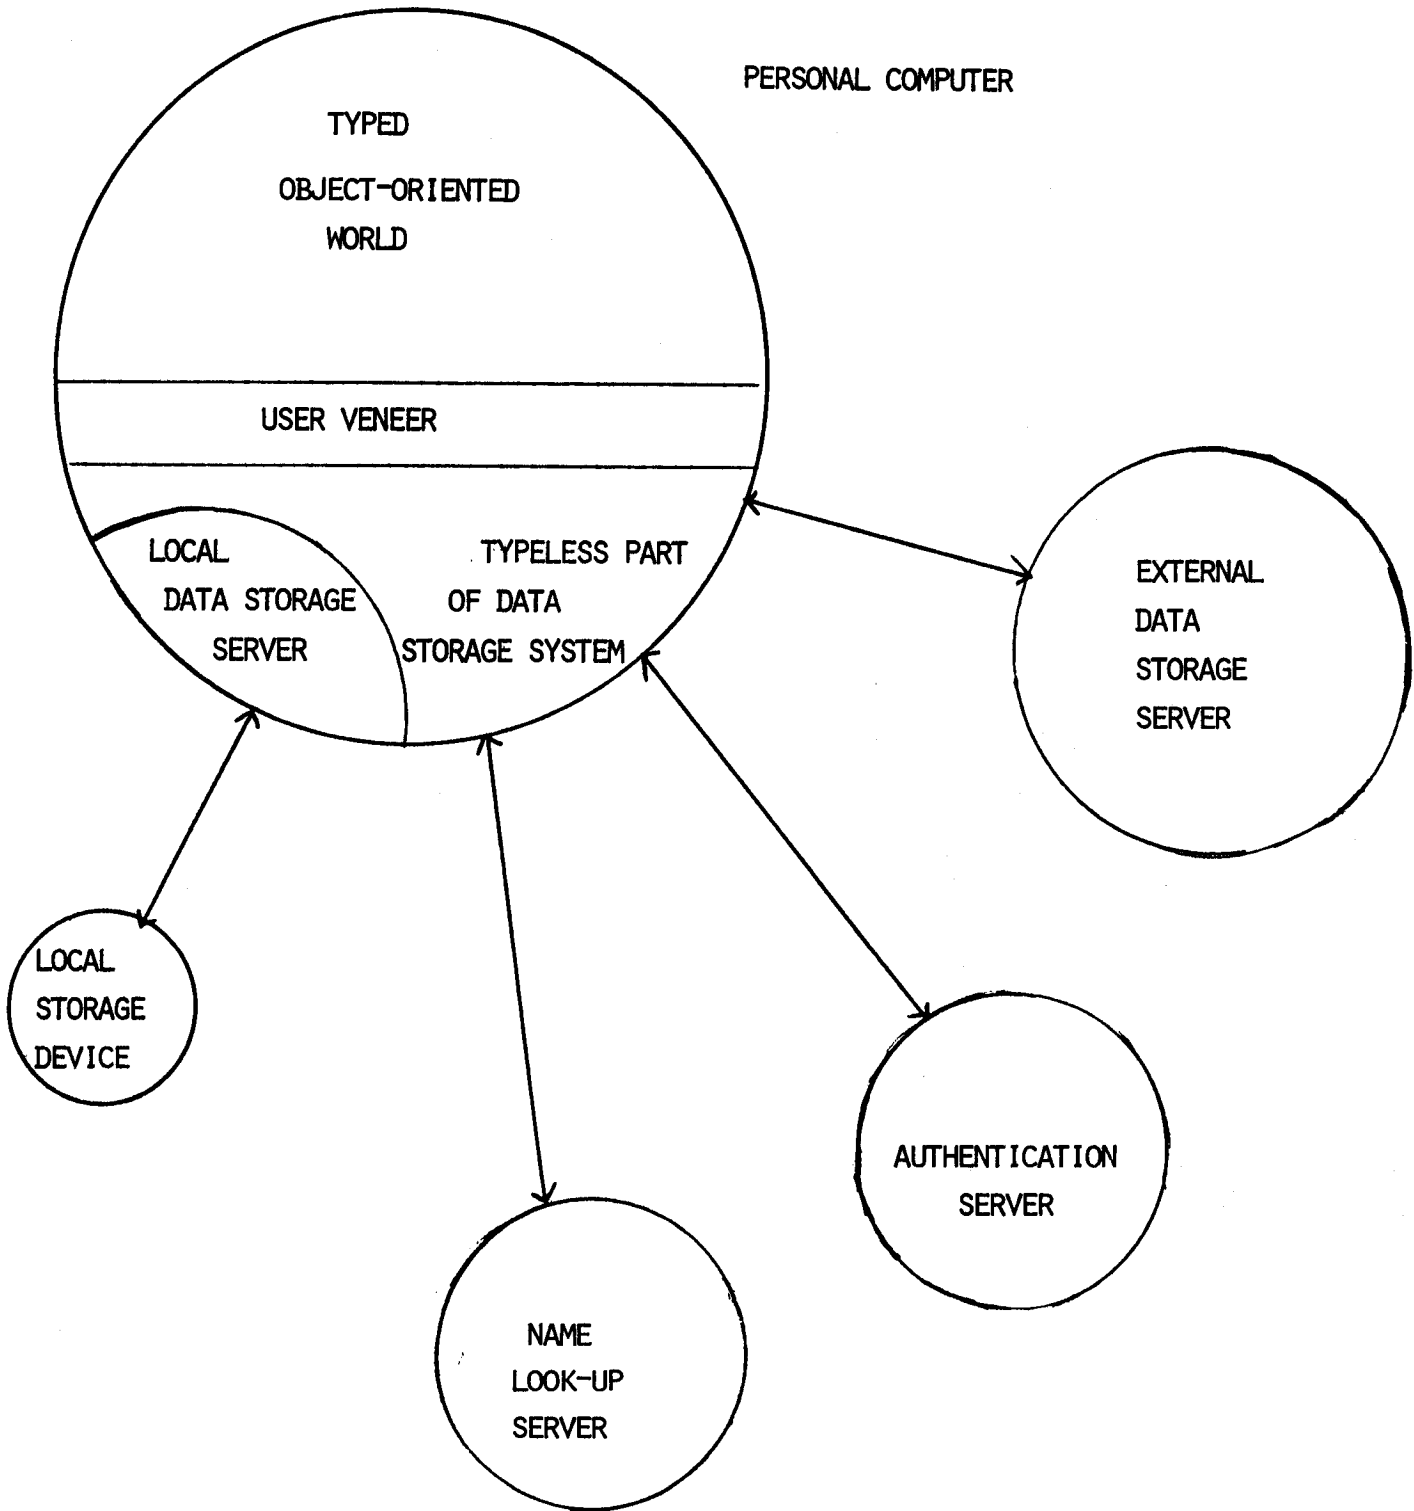 PERSONAL COMPUTER
TYPED
OBJECT-ORIENTED
WORLD
USER VENEER
LOCAL
DATA STORAGE
SERVER
TYPELESS PART
OF DATA
STORAGE SYSTEM
EXTERNAL
DATA
STORAGE
SERVER
LOCAL
STORAGE
DEVICE
AUTHENTICATION
SERVER
NAME
LOOK-UP
SERVER